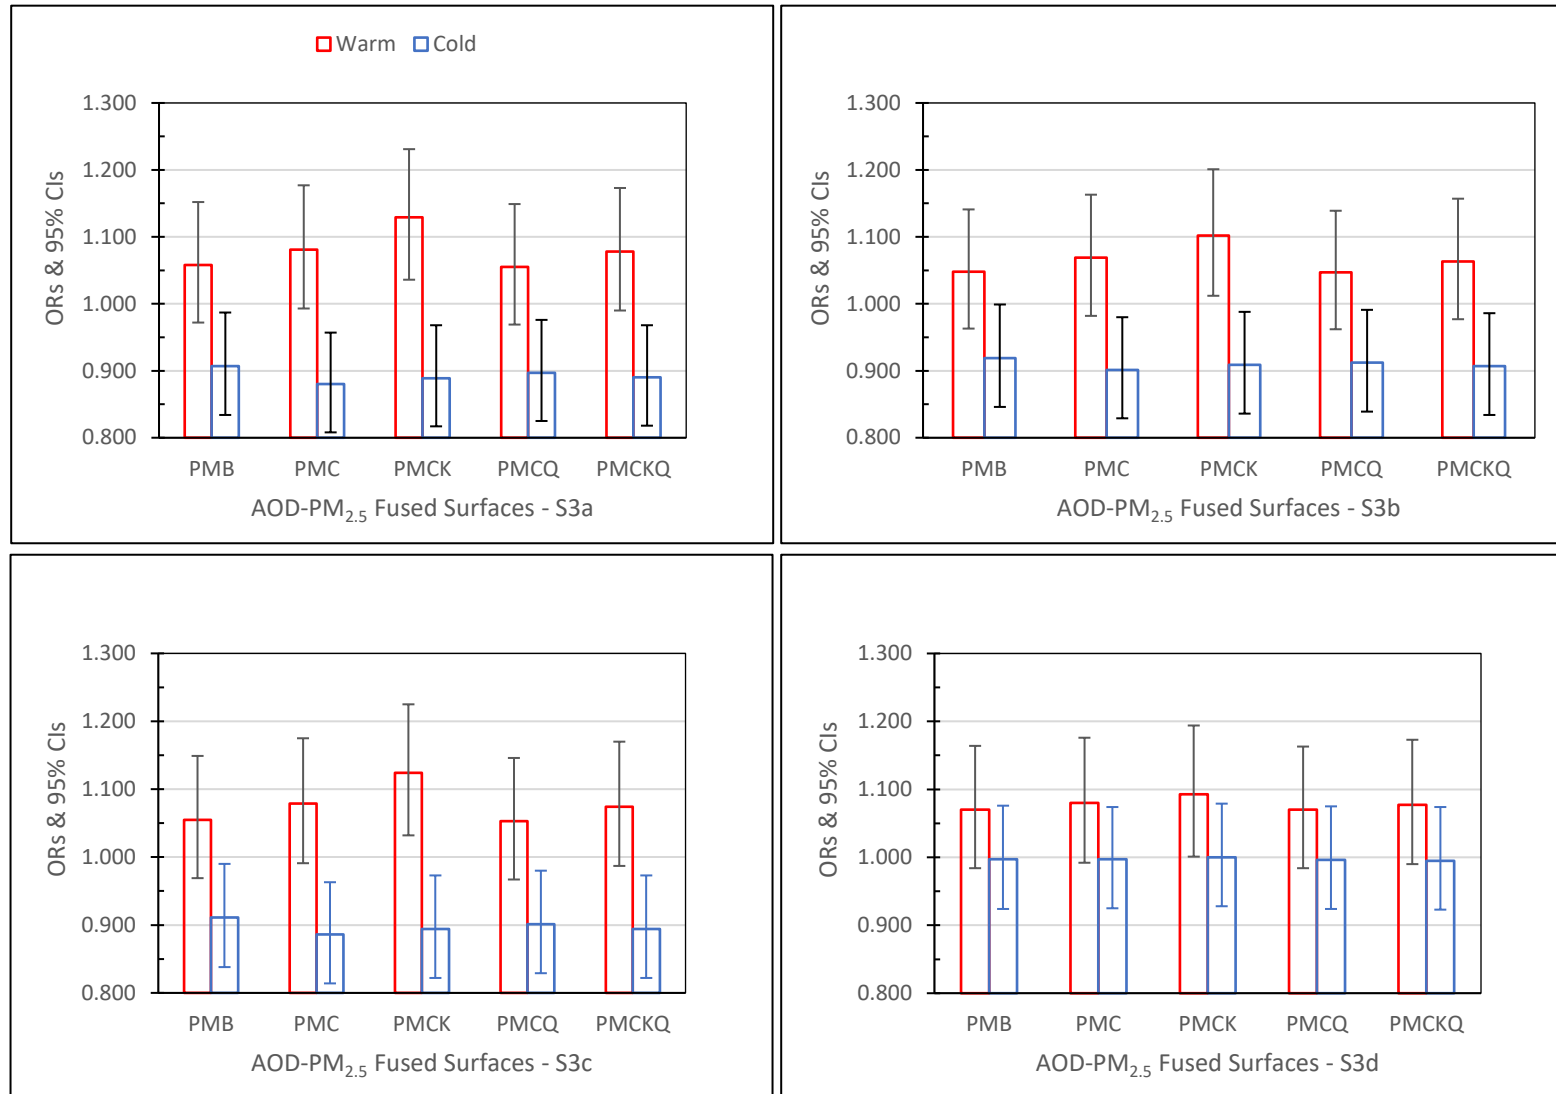 Warm Cold
1.300
1.200
1.100
1.000
0.900
0.800
ORs & 95% CIs
PMB PMC PMCK PMCQ PMCKQ
AOD-PM2.5 Fused Surfaces - S3a
1.300
1.200
1.100
1.000
0.900
0.800
ORs & 95% CIs
PMB PMC PMCK PMCQ PMCKQ
AOD-PM2.5 Fused Surfaces - S3b
1.300
1.200
1.100
1.000
0.900
0.800
ORs & 95% CIs
PMB PMC PMCK PMCQ PMCKQ
AOD-PM2.5 Fused Surfaces - S3c
1.300
1.200
1.100
1.000
0.900
0.800
ORs & 95% CIs
PMB PMC PMCK PMCQ PMCKQ
AOD-PM2.5 Fused Surfaces - S3d